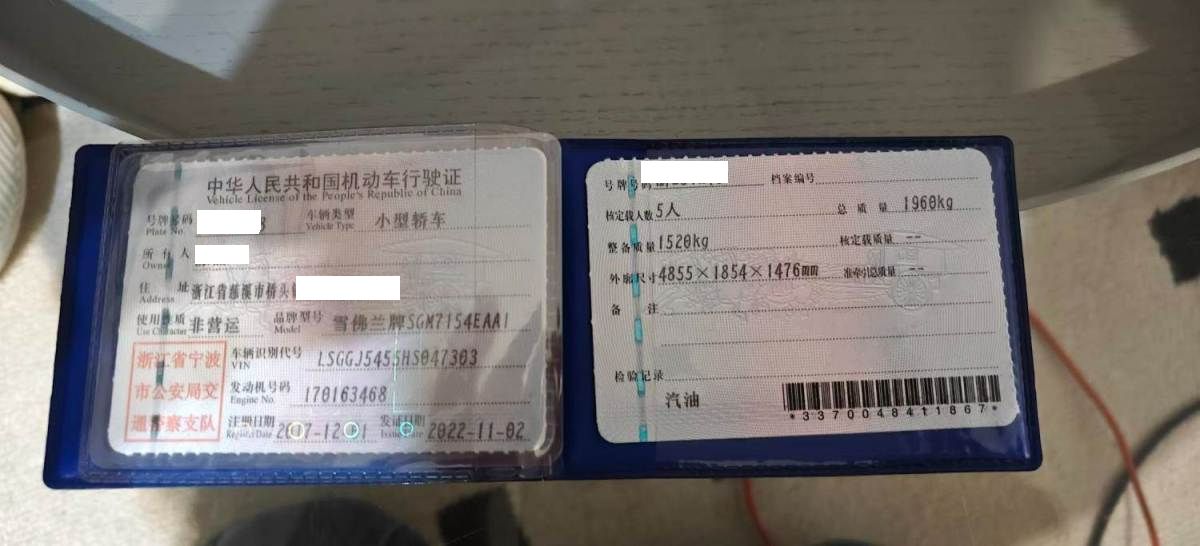 中华人民共和国机动车行驶证
Vehicle License of the People's Republic of China
号牌号码 3 车辆类型 小型轿车
Plate No. Vehicle Type
所有人
Owner
住 址 浙江省慈溪市桥头
Address
使用性质 非营运 品牌型号 雪佛兰牌SGM7154EAA1
Use Character Model
浙江省宁波
市公安局交
通警察支队
车辆识别代号 LSGGJ5455HS047303
VIN
发动机号码 170163468
Engine No.
注册日期 发证日期 2022-11-02
Register Date Issue Date
号牌号码 档案编号
核定载人数 5人 总质量 1960kg
整备质量 1520kg 核定载质量 --
外廓尺寸 4855×1854×1476mm 准牵引总质量 --
备 注
检验记录
汽油
*3370048411867*